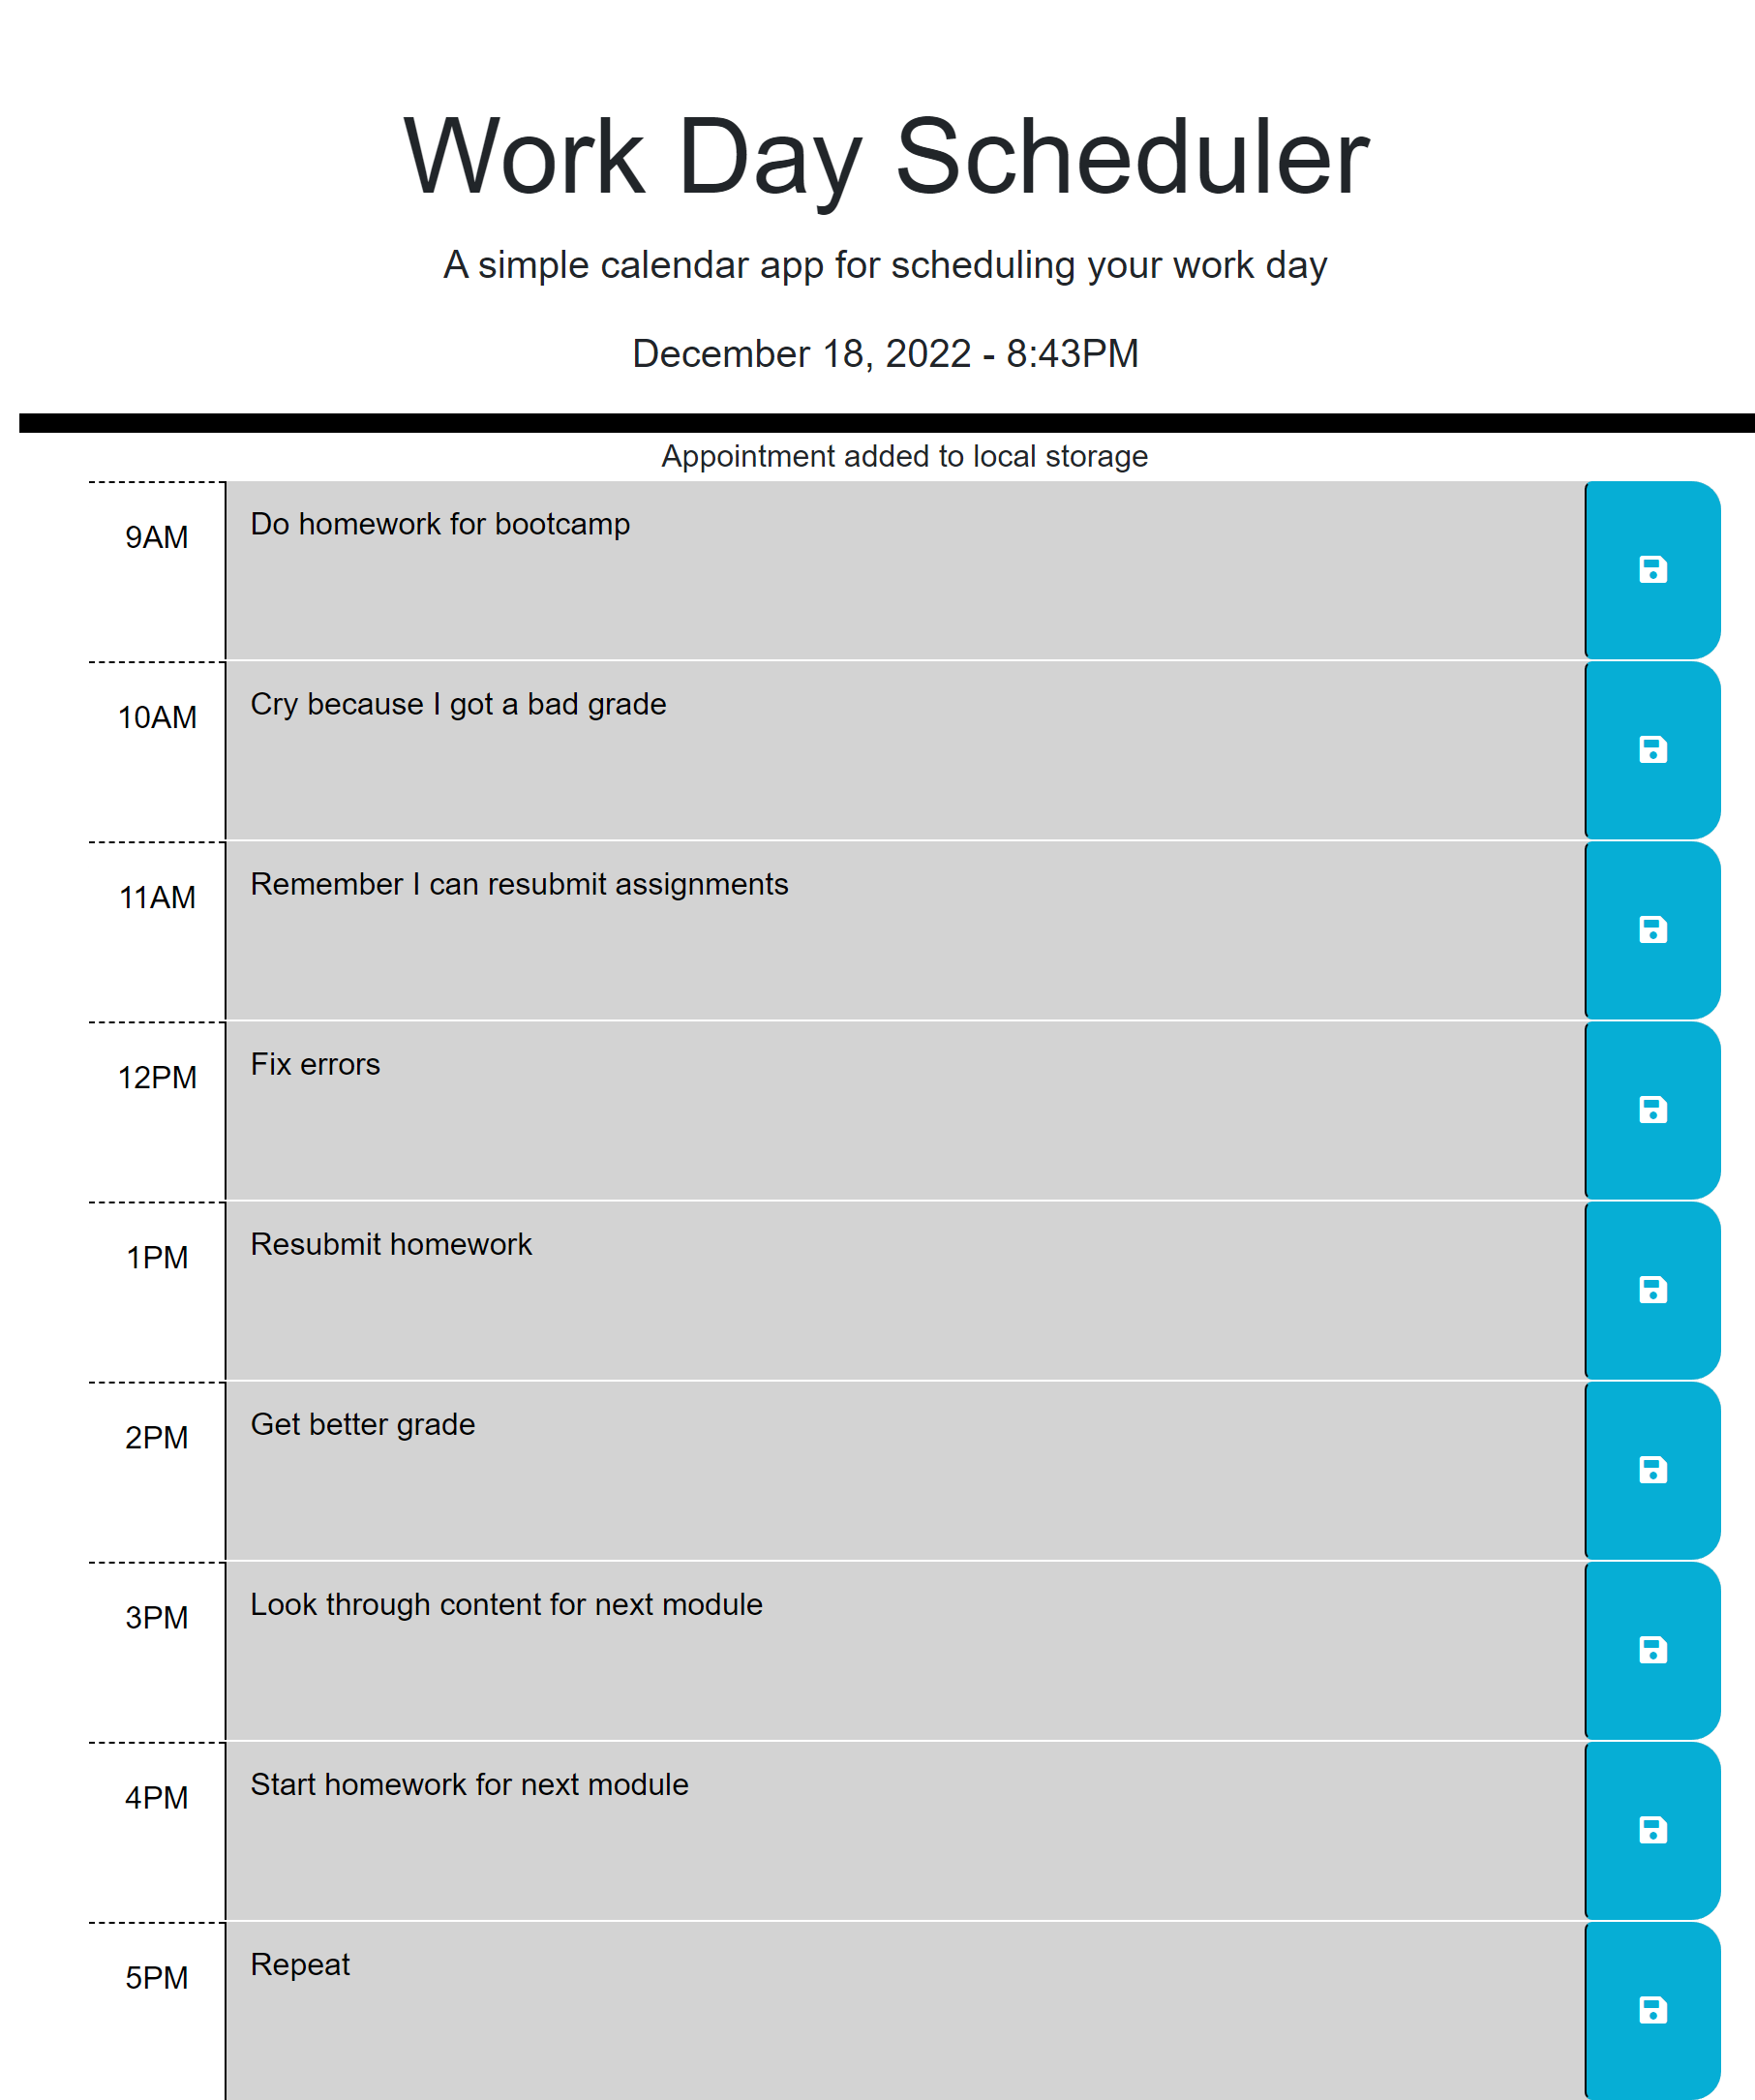 Work Day Scheduler
A simple calendar app for scheduling your work day
December 18, 2022 - 8:43PM
Appointment added to local storage
9AM
Do homework for bootcamp
10AM
Cry because I got a bad grade
11AM
Remember I can resubmit assignments
12PM
Fix errors
1PM
Resubmit homework
2PM
Get better grade
3PM
Look through content for next module
4PM
Start homework for next module
5PM
Repeat